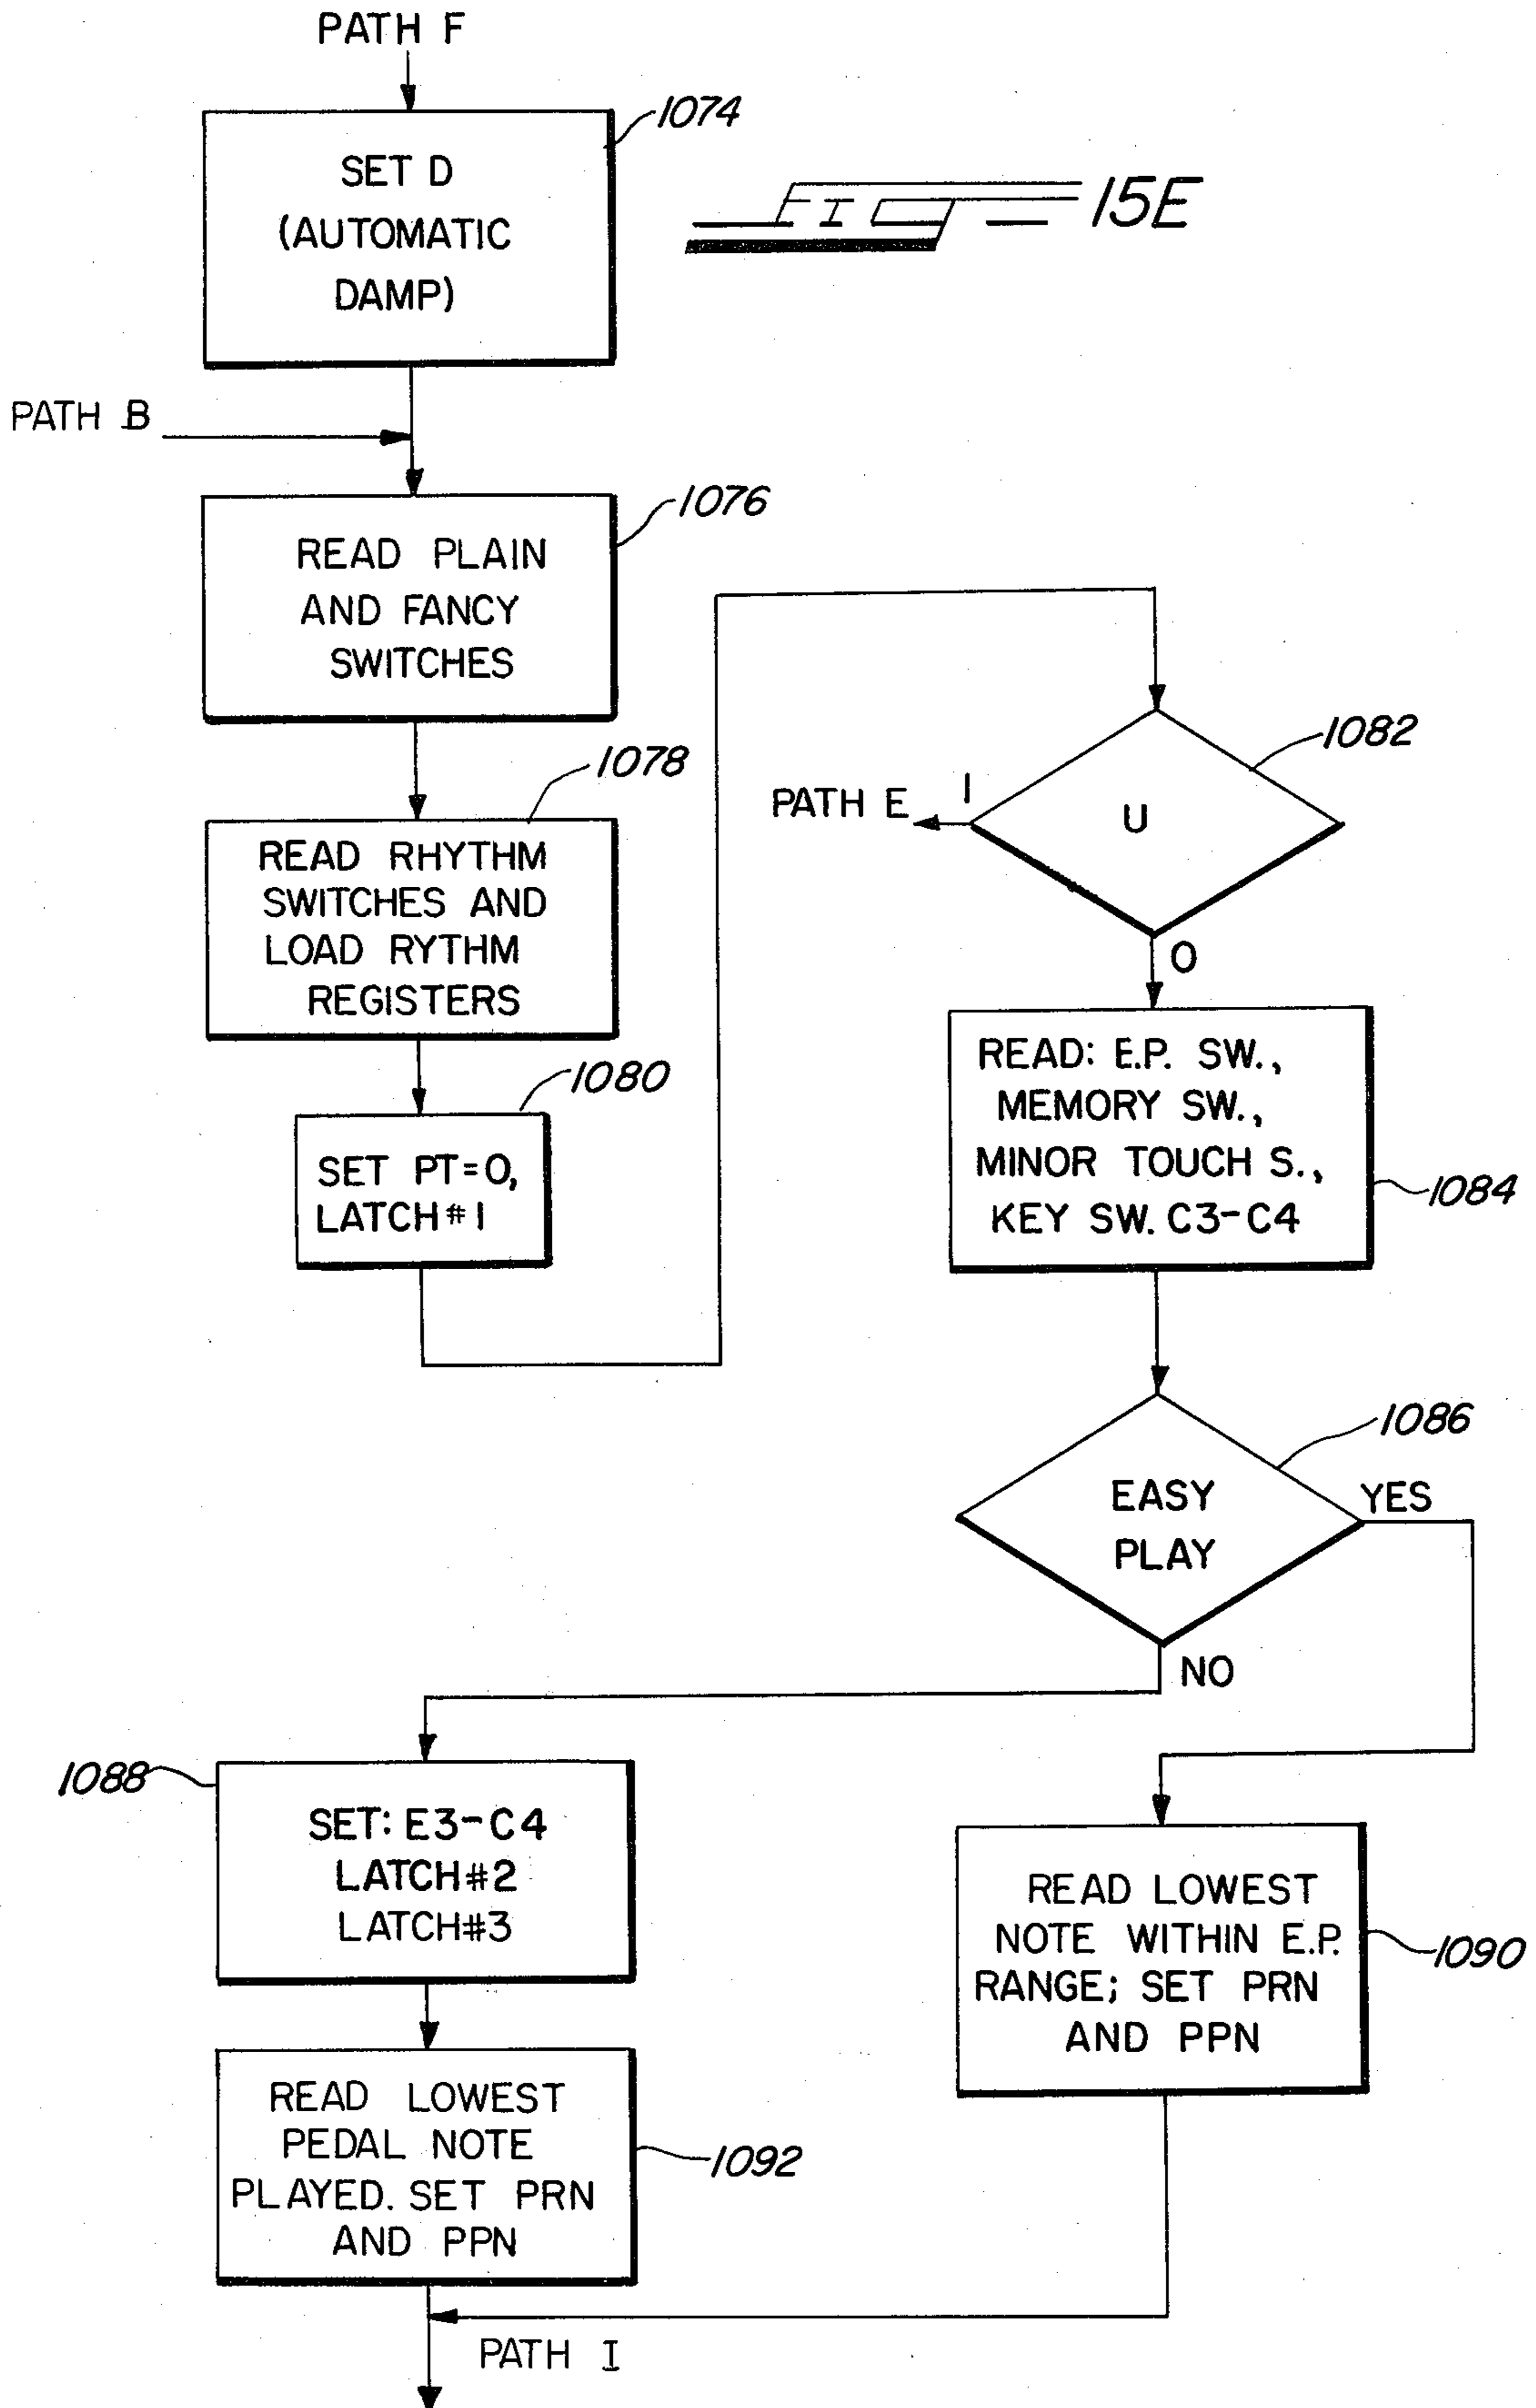 PATH F
1074
SET D
(AUTOMATIC
DAMP)
FIG_15E
PATH B
1076
READ PLAIN
AND FANCY
SWITCHES
1078
READ RHYTHM
SWITCHES AND
LOAD RYTHM
REGISTERS
1080
SET PT=0,
LATCH#1
1082
PATH E
1
U
0
READ: E.P. SW.,
MEMORY SW.,
MINOR TOUCH S.,
KEY SW. C3-C4
1084
1086
EASY
PLAY
YES
NO
1088
SET: E3-C4
LATCH#2
LATCH#3
READ LOWEST
NOTE WITHIN E.P.
RANGE; SET PRN
AND PPN
1090
READ LOWEST
PEDAL NOTE
PLAYED. SET PRN
AND PPN
1092
PATH I